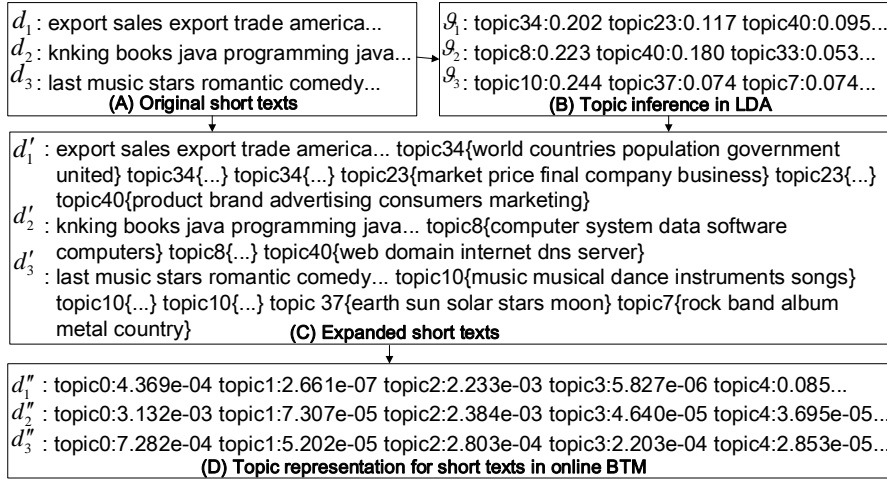 d₁ : export sales export trade america...
d₂ : knking books java programming java...
d₃ : last music stars romantic comedy...
(A) Original short texts
ϑ₁ : topic34:0.202 topic23:0.117 topic40:0.095...
ϑ₂ : topic8:0.223 topic40:0.180 topic33:0.053...
ϑ₃ : topic10:0.244 topic37:0.074 topic7:0.074...
(B) Topic inference in LDA
d₁′ : export sales export trade america... topic34{world countries population government
united} topic34{...} topic34{...} topic23{market price final company business} topic23{...}
topic40{product brand advertising consumers marketing}
d₂′ : knking books java programming java... topic8{computer system data software
computers} topic8{...} topic40{web domain internet dns server}
d₃′ : last music stars romantic comedy... topic10{music musical dance instruments songs}
topic10{...} topic10{...} topic 37{earth sun solar stars moon} topic7{rock band album
metal country}
(C) Expanded short texts
d₁″ : topic0:4.369e-04 topic1:2.661e-07 topic2:2.233e-03 topic3:5.827e-06 topic4:0.085...
d₂″ : topic0:3.132e-03 topic1:7.307e-05 topic2:2.384e-03 topic3:4.640e-05 topic4:3.695e-05...
d₃″ : topic0:7.282e-04 topic1:5.202e-05 topic2:2.803e-04 topic3:2.203e-04 topic4:2.853e-05...
(D) Topic representation for short texts in online BTM